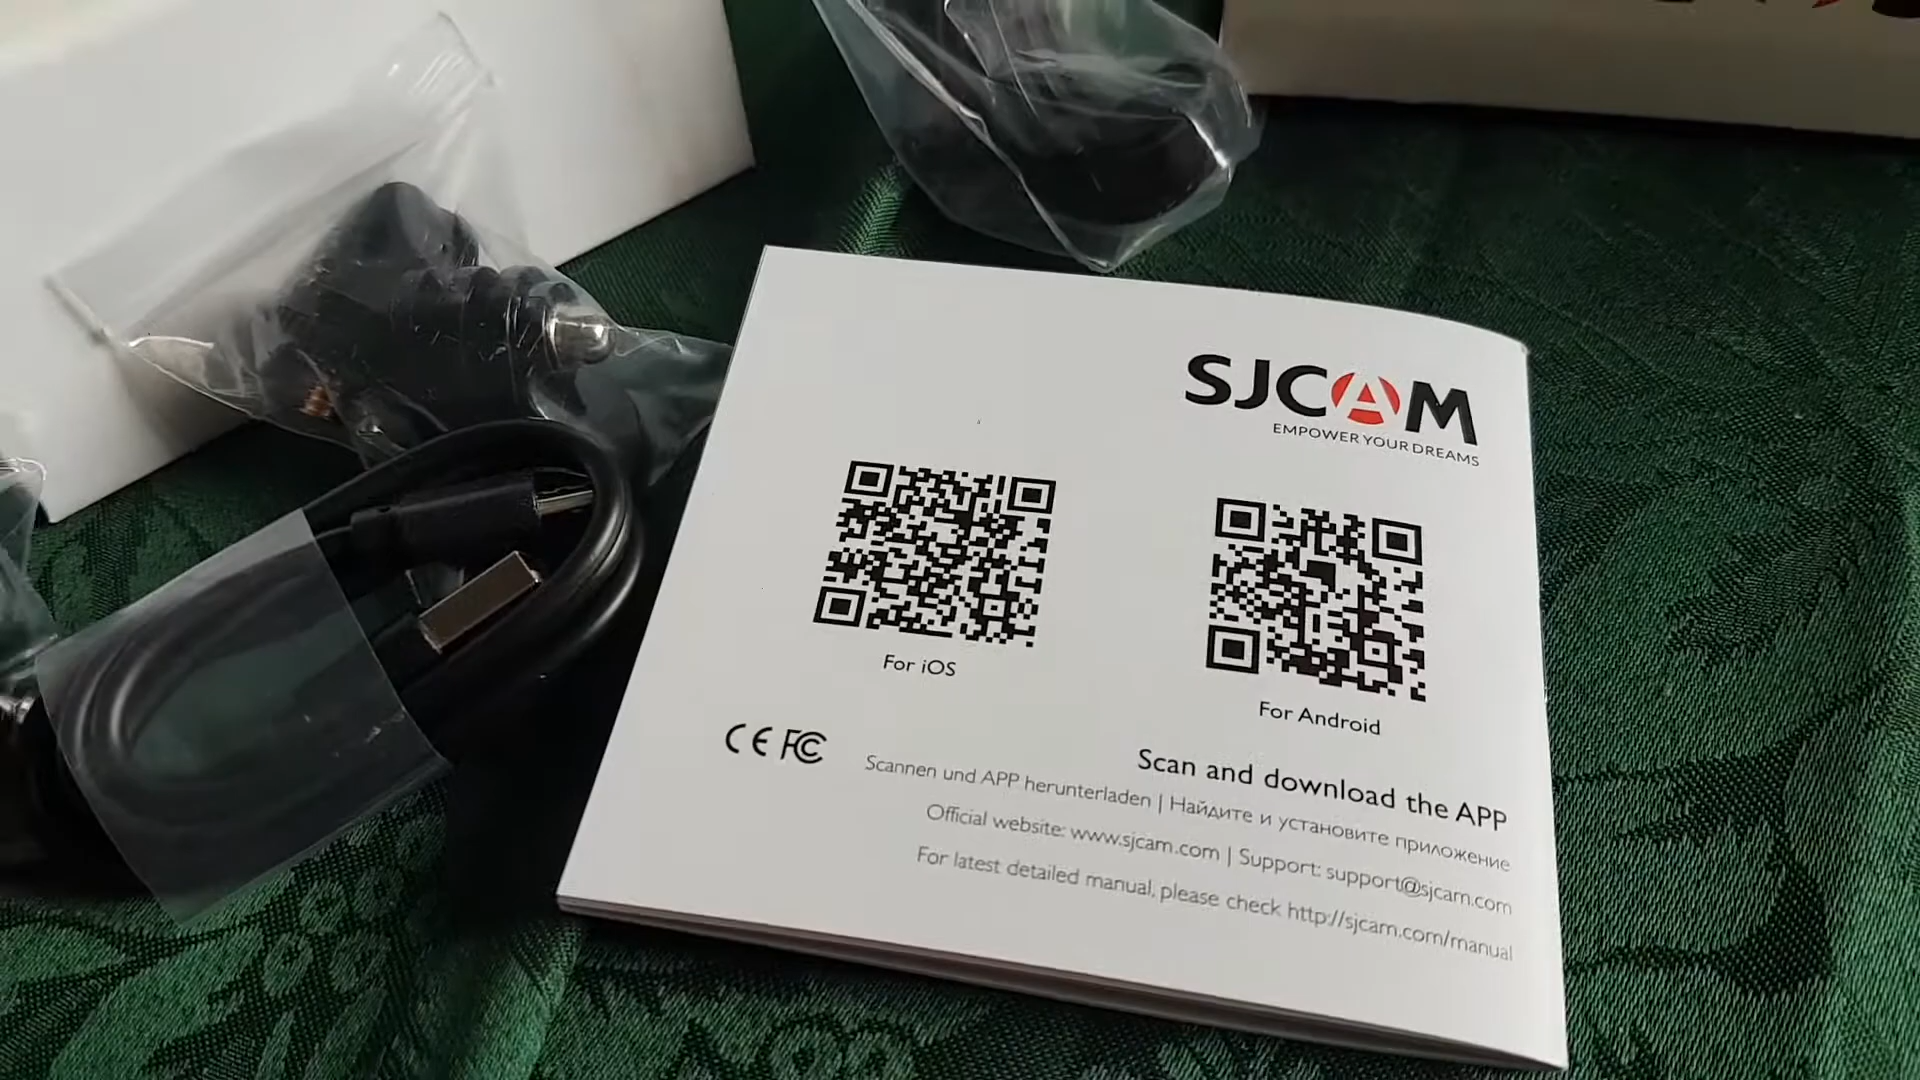 SJCAM
EMPOWER YOUR DREAMS
For iOS
For Android
CE FC
Scan and download the APP
Scannen und APP herunterladen | Найдите и установите приложение
Official website: www.sjcam.com | Support: support@sjcam.com
For latest detailed manual, please check http://sjcam.com/manual